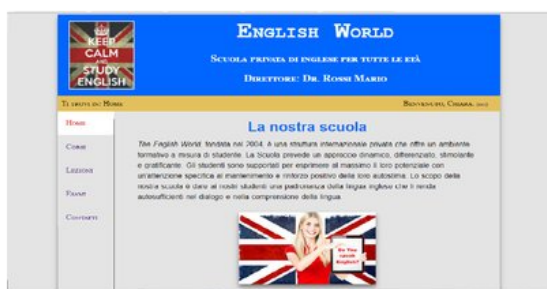 KEEP
CALM
AND
STUDY
ENGLISH
ENGLISH WORLD
SCUOLA PRIVATA DI INGLESE PER TUTTE LE ETÀ
DIRETTORE: DR. ROSSI MARIO
TI TROVI IN: HOME
BENVENUTO, CHIARA.
HOME
CORSI
LEZIONI
ESAMI
CONTATTI
La nostra scuola
The English World, fondata nel 2004, è una struttura internazionale privata che offre un ambiente
formativo a misura di studente. La Scuola prevede un approccio dinamico, differenziato, stimolante
e gratificante. Gli studenti sono supportati per esprimere al massimo il loro potenziale con
un'attenzione specifica al mantenimento e rinforzo positivo della loro autostima. Lo scopo della
nostra scuola è dare ai nostri studenti una padronanza della lingua inglese che li renda
autosufficienti nel dialogo e nella comprensione della lingua.
Do You
speak
English?